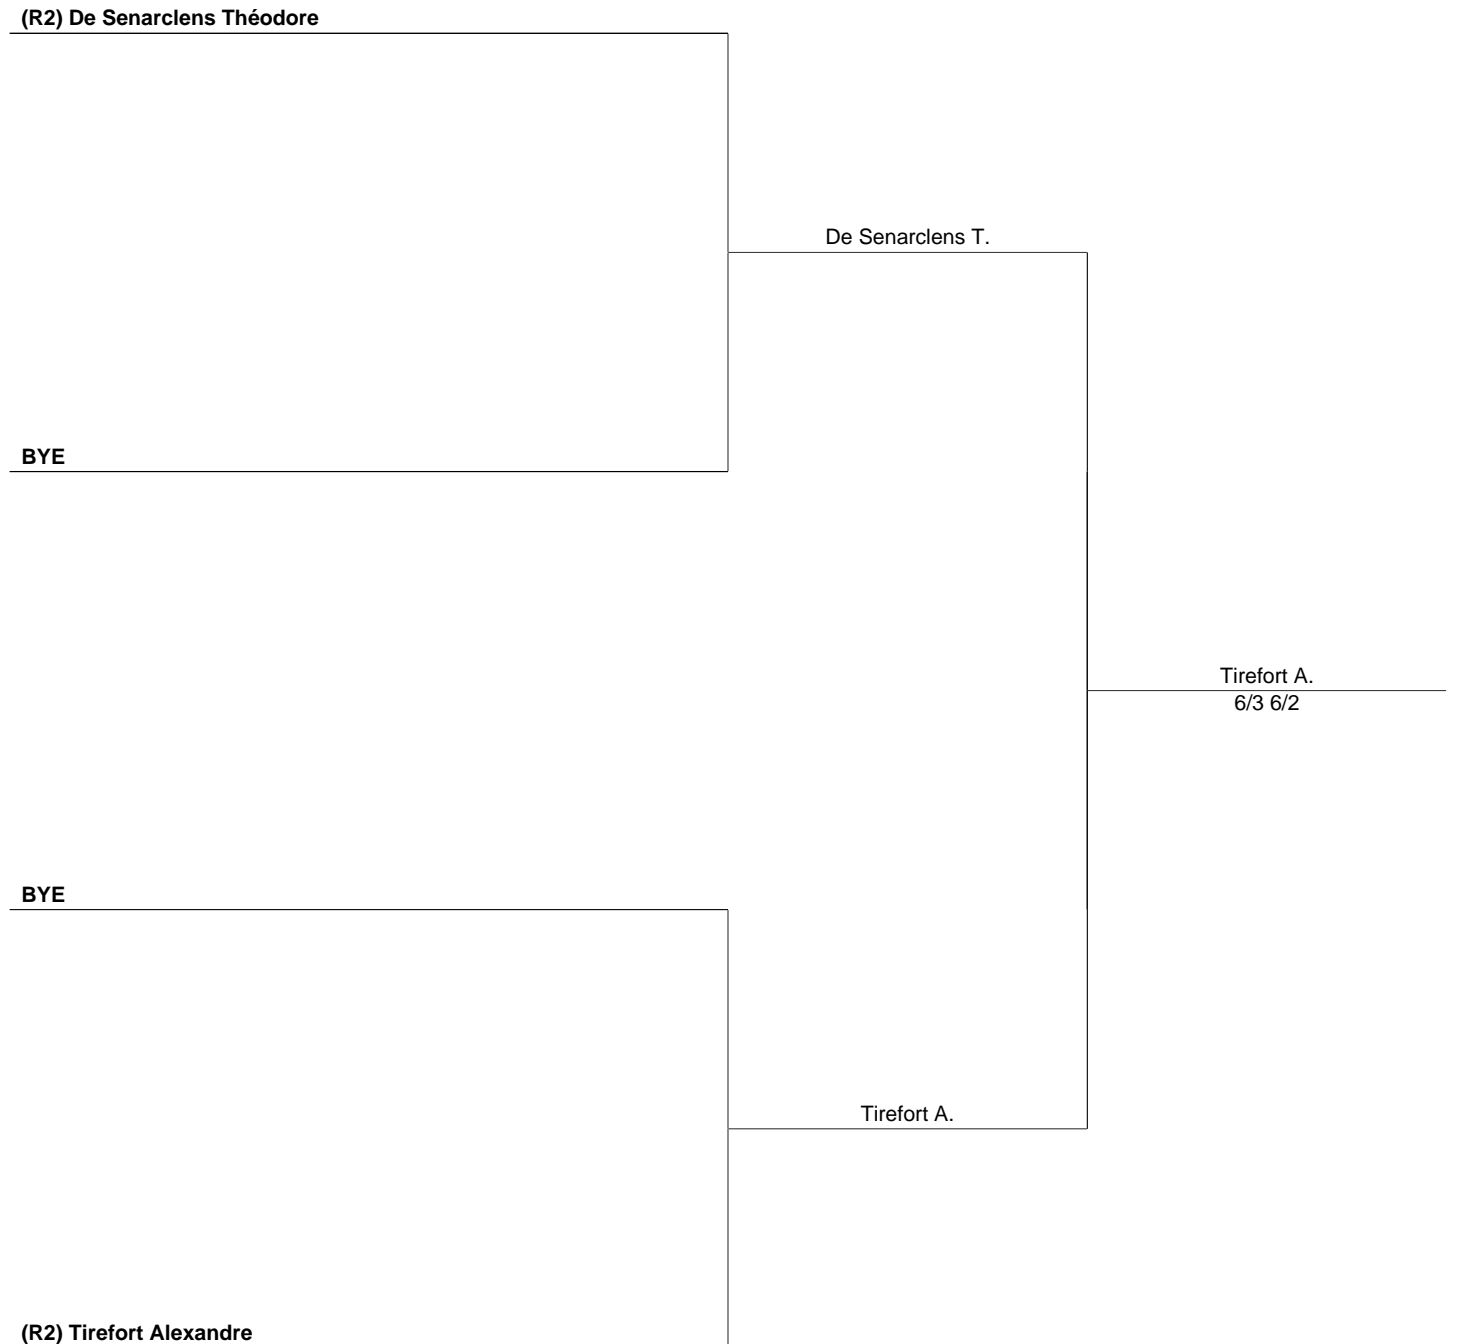 (R2) De Senarclens Théodore
De Senarclens T.
BYE
Tirefort A.
6/3 6/2
BYE
Tirefort A.
(R2) Tirefort Alexandre